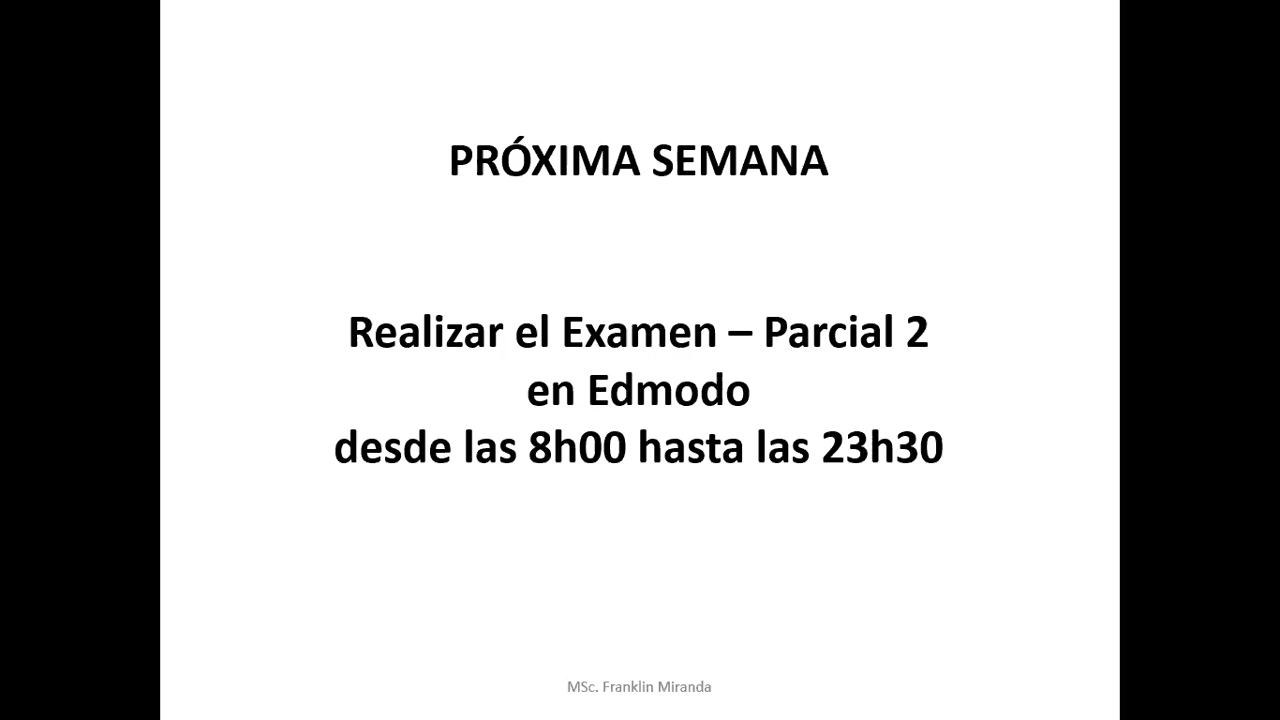 PRÓXIMA SEMANA
Realizar el Examen – Parcial 2
en Edmodo
desde las 8h00 hasta las 23h30
MSc. Franklin Miranda